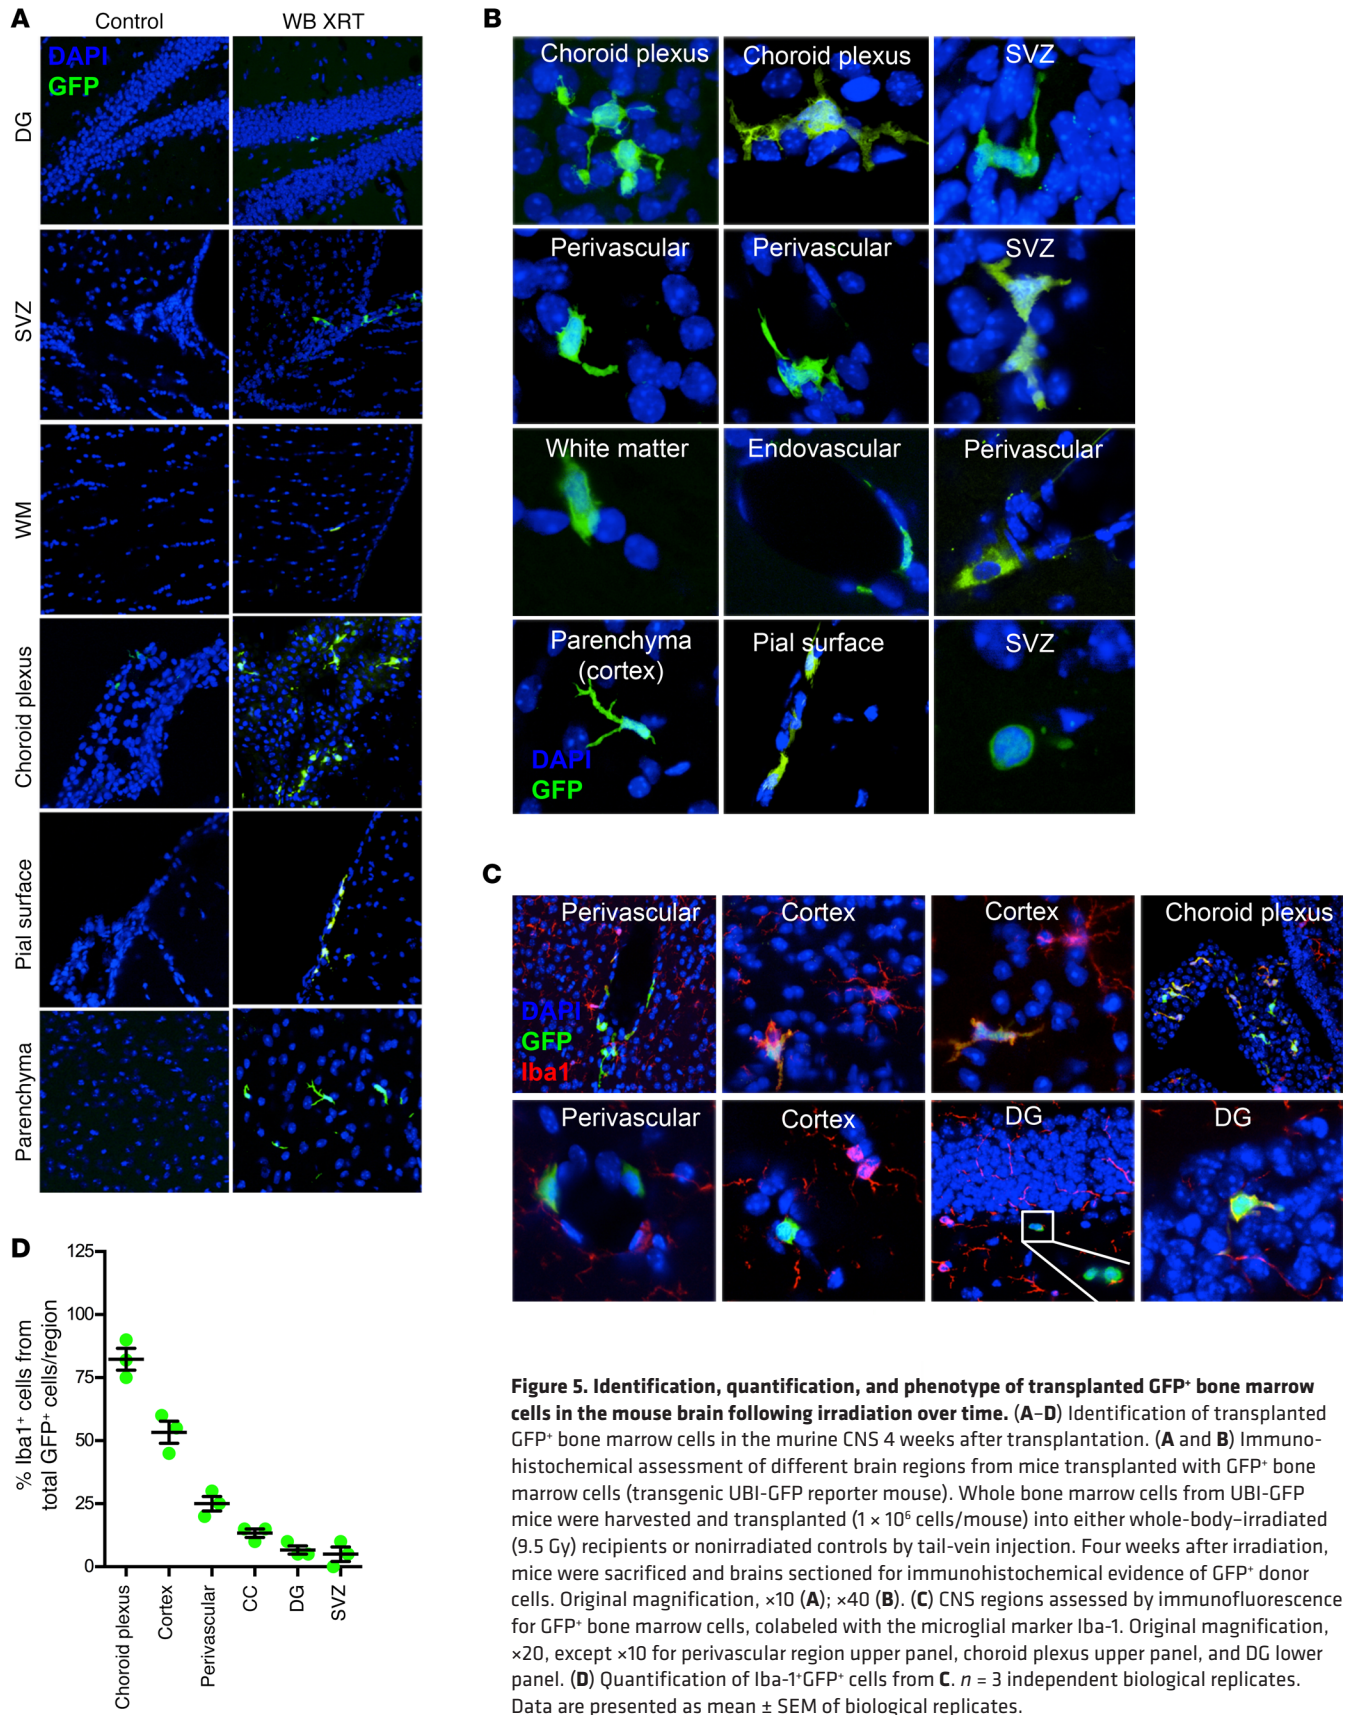 A
Control
WB XRT
DAPI
GFP
DG
SVZ
WM
Choroid plexus
Pial surface
Parenchyma
B
Choroid plexus
Choroid plexus
SVZ
Perivascular
Perivascular
SVZ
White matter
Endovascular
Perivascular
Parenchyma
(cortex)
DAPI
GFP
Pial surface
SVZ
C
Perivascular
DAPI
GFP
Iba1
Cortex
Cortex
Choroid plexus
Perivascular
Cortex
DG
DG
D
% Iba1⁺ cells from
total GFP⁺ cells/region
125
100
75
50
25
0
Choroid plexus
Cortex
Perivascular
CC
DG
SVZ
Figure 5. Identification, quantification, and phenotype of transplanted GFP⁺ bone marrow
cells in the mouse brain following irradiation over time. (A–D) Identification of transplanted
GFP⁺ bone marrow cells in the murine CNS 4 weeks after transplantation. (A and B) Immuno-
histochemical assessment of different brain regions from mice transplanted with GFP⁺ bone
marrow cells (transgenic UBI-GFP reporter mouse). Whole bone marrow cells from UBI-GFP
mice were harvested and transplanted (1 × 10⁶ cells/mouse) into either whole-body–irradiated
(9.5 Gy) recipients or nonirradiated controls by tail-vein injection. Four weeks after irradiation,
mice were sacrificed and brains sectioned for immunohistochemical evidence of GFP⁺ donor
cells. Original magnification, ×10 (A); ×40 (B). (C) CNS regions assessed by immunofluorescence
for GFP⁺ bone marrow cells, colabeled with the microglial marker Iba-1. Original magnification,
×20, except ×10 for perivascular region upper panel, choroid plexus upper panel, and DG lower
panel. (D) Quantification of Iba-1⁺GFP⁺ cells from C. n = 3 independent biological replicates.
Data are presented as mean ± SEM of biological replicates.